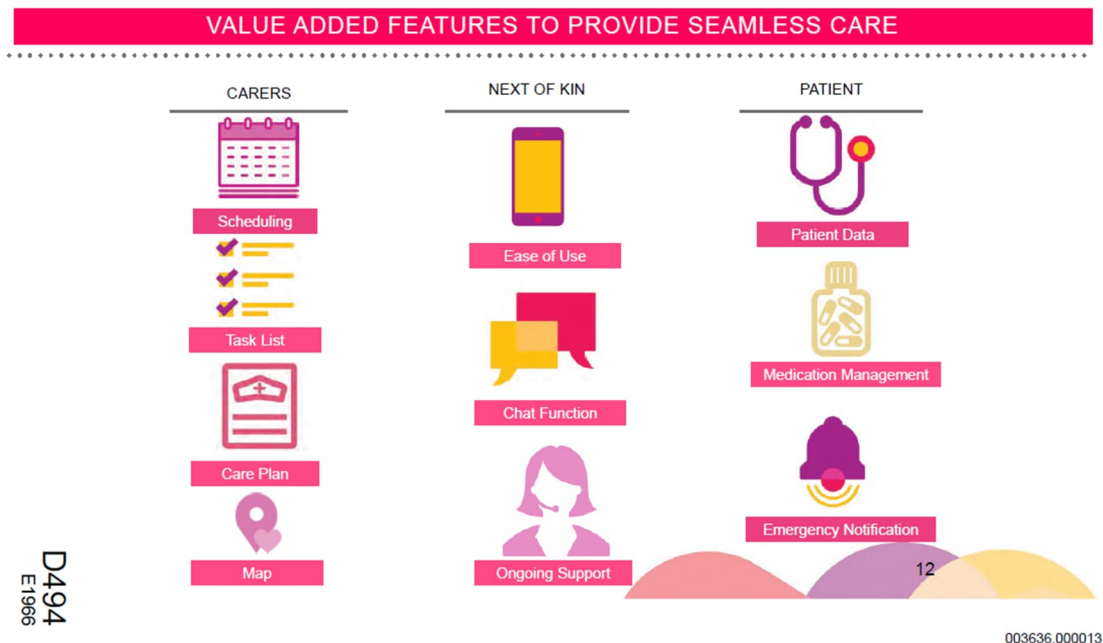 VALUE ADDED FEATURES TO PROVIDE SEAMLESS CARE
CARERS
Scheduling
Task List
Care Plan
Map
NEXT OF KIN
Ease of Use
Chat Function
Ongoing Support
PATIENT
Patient Data
Medication Management
Emergency Notification
12
D494
E1966
003636.000013